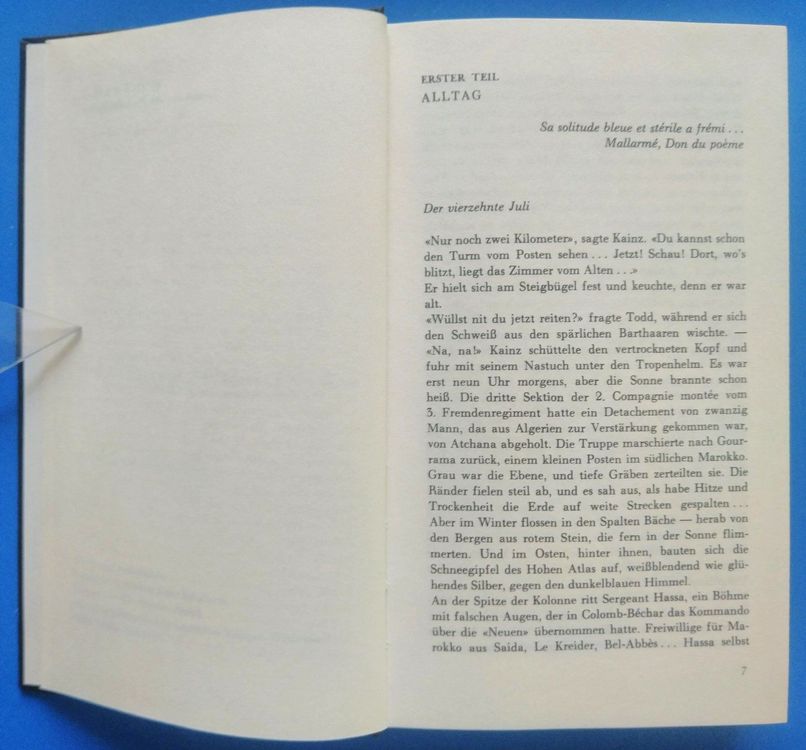 ERSTER TEIL
ALLTAG
Sa solitude bleue et stérile a frémi . . .
Mallarmé, Don du poème
Der vierzehnte Juli
«Nur noch zwei Kilometer», sagte Kainz. «Du kannst schon
den Turm vom Posten sehen . . . Jetzt! Schau! Dort, wo's
blitzt, liegt das Zimmer vom Alten . . .»
Er hielt sich am Steigbügel fest und keuchte, denn er war
alt.
«Wüllst nit du jetzt reiten?» fragte Todd, während er sich
den Schweiß aus den spärlichen Barthaaren wischte. —
«Na, na!» Kainz schüttelte den vertrockneten Kopf und
fuhr mit seinem Nastuch unter den Tropenhelm. Es war
erst neun Uhr morgens, aber die Sonne brannte schon
heiß. Die dritte Sektion der 2. Compagnie montée vom
3. Fremdenregiment hatte ein Detachement von zwanzig
Mann, das aus Algerien zur Verstärkung gekommen war,
von Atchana abgeholt. Die Truppe marschierte nach Gour-
rama zurück, einem kleinen Posten im südlichen Marokko.
Grau war die Ebene, und tiefe Gräben zerteilten sie. Die
Ränder fielen steil ab, und es sah aus, als habe Hitze und
Trockenheit die Erde auf weite Strecken gespalten . . .
Aber im Winter flossen in den Spalten Bäche — herab von
den Bergen aus rotem Stein, die fern in der Sonne flim-
merten. Und im Osten, hinter ihnen, bauten sich die
Schneegipfel des Hohen Atlas auf, weißblendend wie glü-
hendes Silber, gegen den dunkelblauen Himmel.
An der Spitze der Kolonne ritt Sergeant Hassa, ein Böhme
mit falschen Augen, der in Colomb-Béchar das Kommando
über die «Neuen» übernommen hatte. Freiwillige für Ma-
rokko aus Saida, Le Kreider, Bel-Abbès . . . Hassa selbst
7